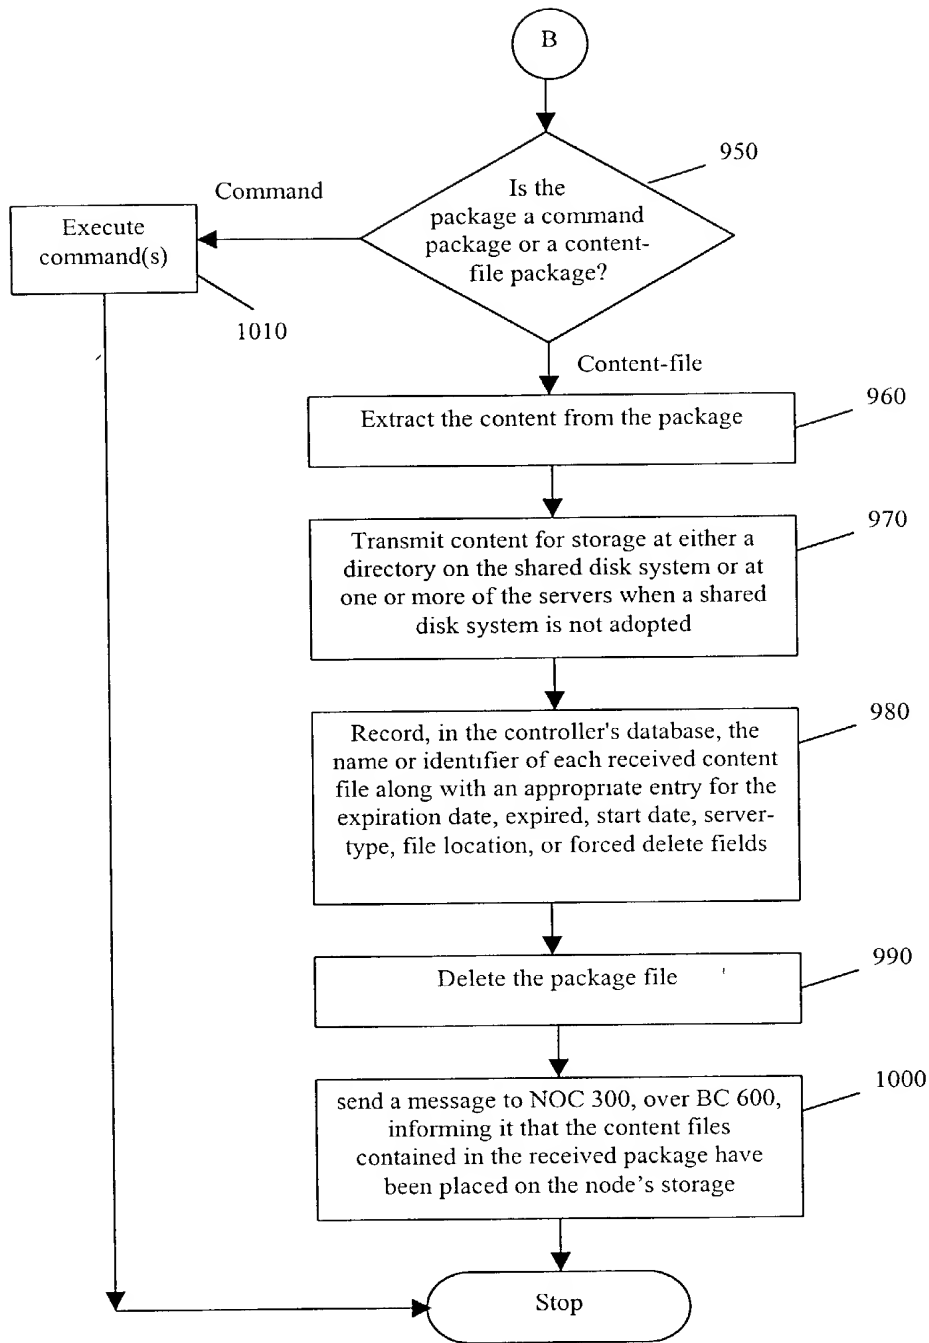 B
950
Is the
package a command
package or a content-
file package?
Command
Execute
command(s)
1010
Content-file
960
Extract the content from the package
970
Transmit content for storage at either a
directory on the shared disk system or at
one or more of the servers when a shared
disk system is not adopted
980
Record, in the controller's database, the
name or identifier of each received content
file along with an appropriate entry for the
expiration date, expired, start date, server-
type, file location, or forced delete fields
990
Delete the package file
1000
send a message to NOC 300, over BC 600,
informing it that the content files
contained in the received package have
been placed on the node's storage
Stop